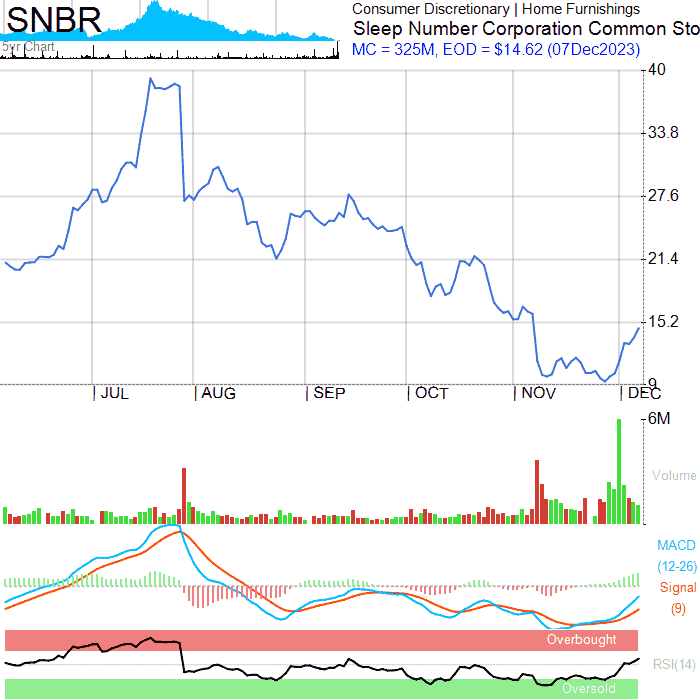 SNBR
5yr Chart
Consumer Discretionary | Home Furnishings
Sleep Number Corporation Common Sto
MC = 325M, EOD = $14.62 (07Dec2023)
40
33.8
27.6
21.4
15.2
9
JUL AUG SEP OCT NOV DEC
6M
Volume
MACD
(12-26)
Signal
(9)
Overbought
RSI(14)
Oversold